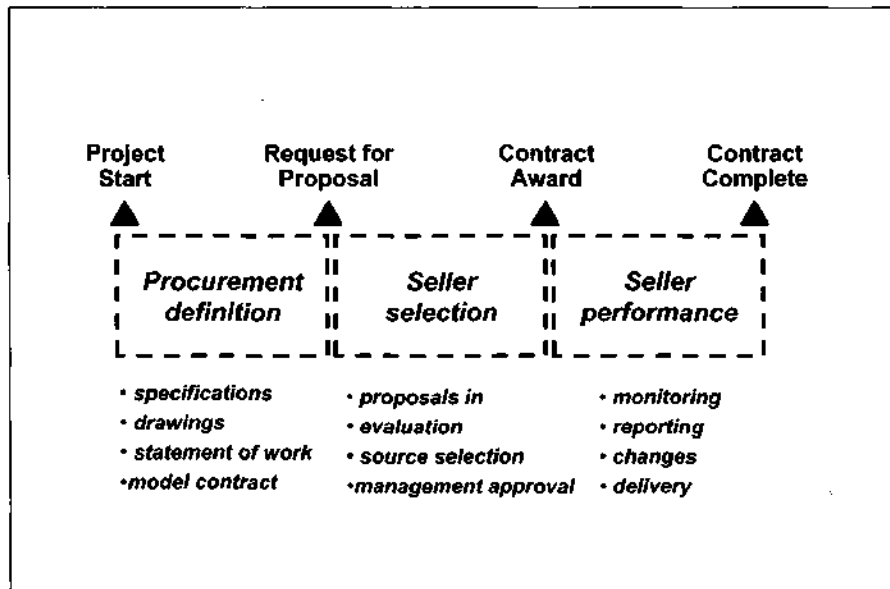 Project
Start
Request for
Proposal
Contract
Award
Contract
Complete
Procurement
definition
Seller
selection
Seller
performance
• specifications
• drawings
• statement of work
•model contract
• proposals in
• evaluation
• source selection
•management approval
• monitoring
• reporting
• changes
• delivery